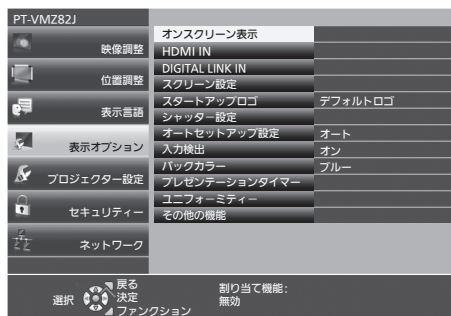 PT-VMZ82J
映像調整
位置調整
表示言語
表示オプション
プロジェクター設定
セキュリティー
ネットワーク
オンスクリーン表示
HDMI IN
DIGITAL LINK IN
スクリーン設定
スタートアップロゴ デフォルトロゴ
シャッター設定
オートセットアップ設定 オート
入力検出 オン
バックカラー ブルー
プレゼンテーションタイマー
ユニフォーミティー
その他の機能
選択
戻る
決定
ファンクション
割り当て機能:
無効